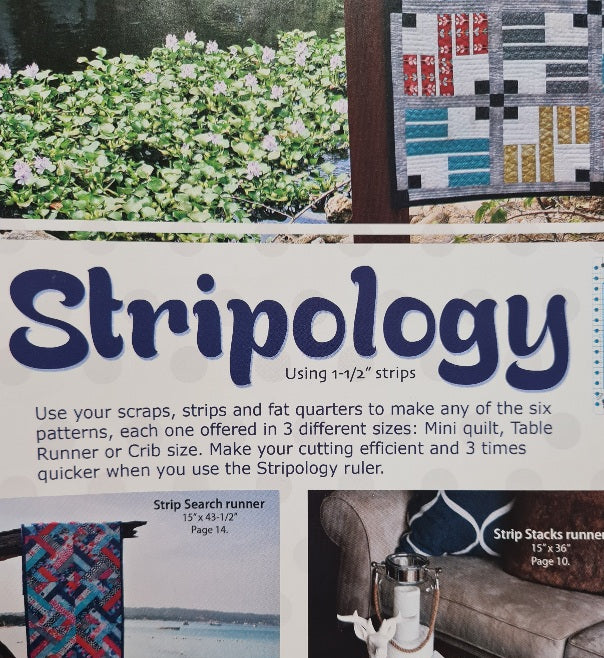 Stripology
Using 1-1/2" strips
Use your scraps, strips and fat quarters to make any of the six
patterns, each one offered in 3 different sizes: Mini quilt, Table
Runner or Crib size. Make your cutting efficient and 3 times
quicker when you use the Stripology ruler.
Strip Search runner
15" x 43-1/2"
Page 14.
Strip Stacks runner
15" x 36"
Page 10.